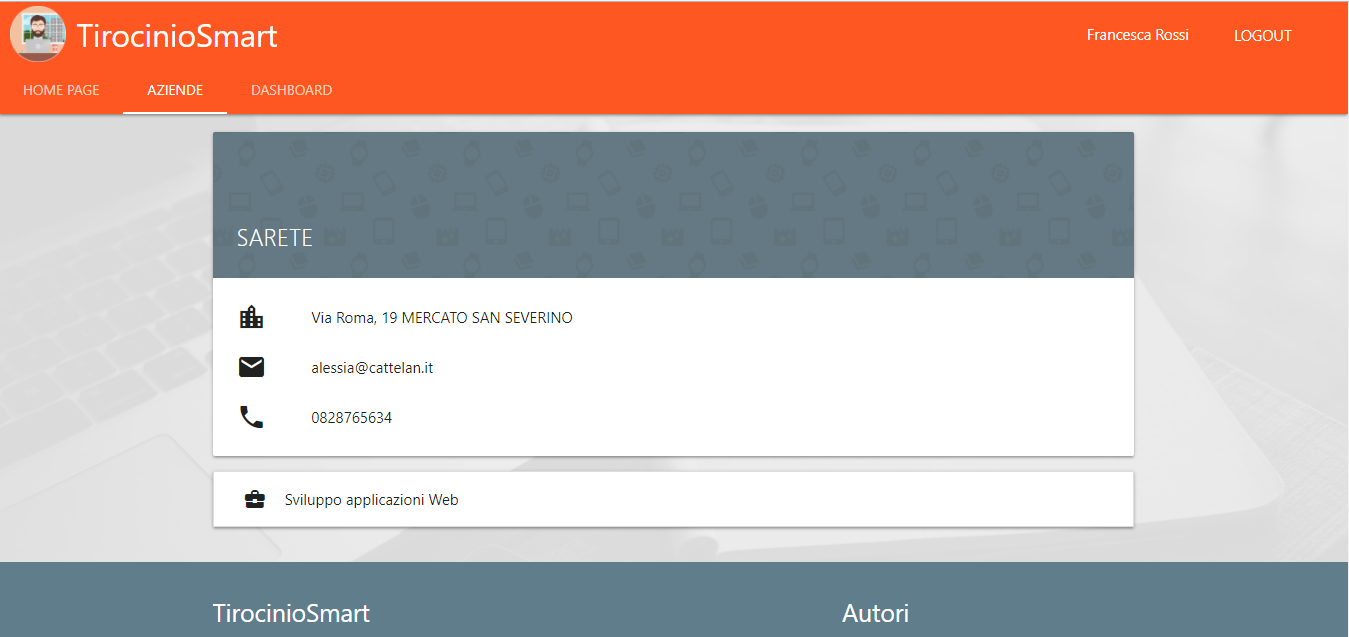 TirocinioSmart
Francesca Rossi
LOGOUT
HOME PAGE
AZIENDE
DASHBOARD
SARETE
Via Roma, 19 MERCATO SAN SEVERINO
alessia@cattelan.it
0828765634
Sviluppo applicazioni Web
TirocinioSmart
Autori